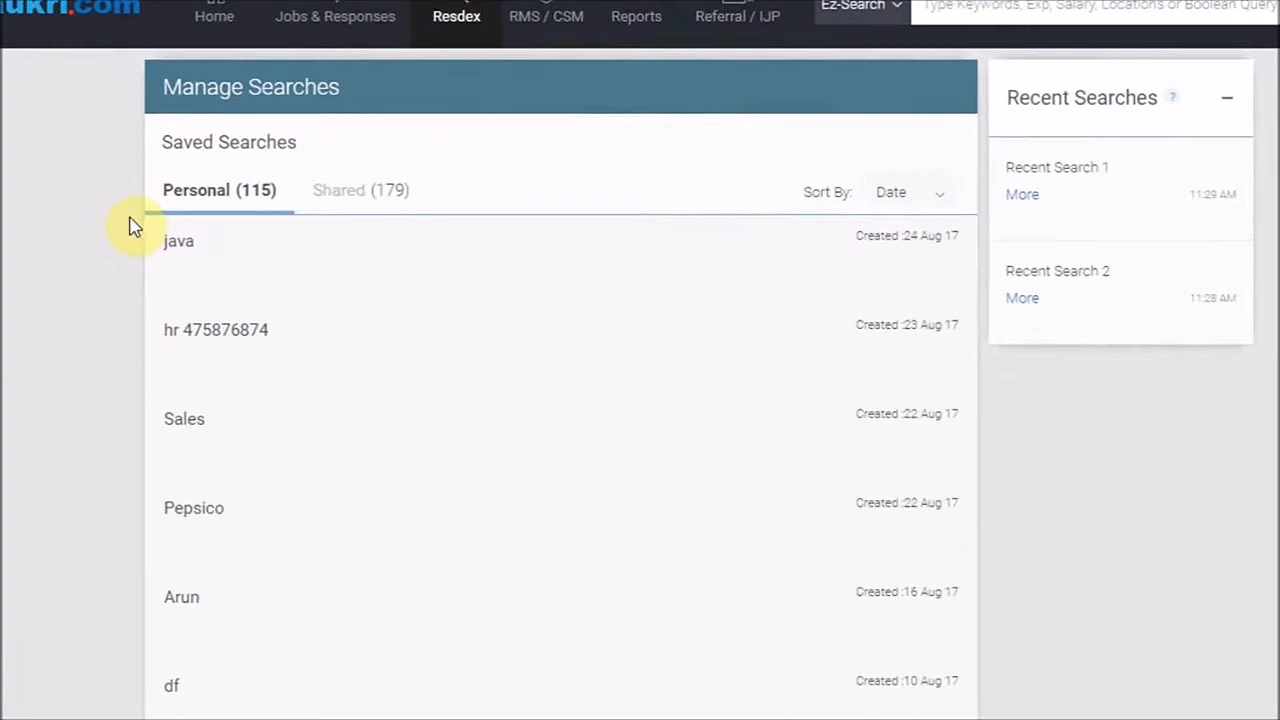 ukri.com
Home
Jobs & Responses
Resdex
RMS / CSM
Reports
Referral / IJP
Ez-Search
Type Keywords, Exp, Salary, Locations or Boolean Query
Manage Searches
Saved Searches
Personal (115)
Shared (179)
Sort By: Date
java
Created :24 Aug 17
hr 475876874
Created :23 Aug 17
Sales
Created :22 Aug 17
Pepsico
Created :22 Aug 17
Arun
Created :16 Aug 17
df
Created :10 Aug 17
Recent Searches ?
Recent Search 1
More
11:29 AM
Recent Search 2
More
11:28 AM